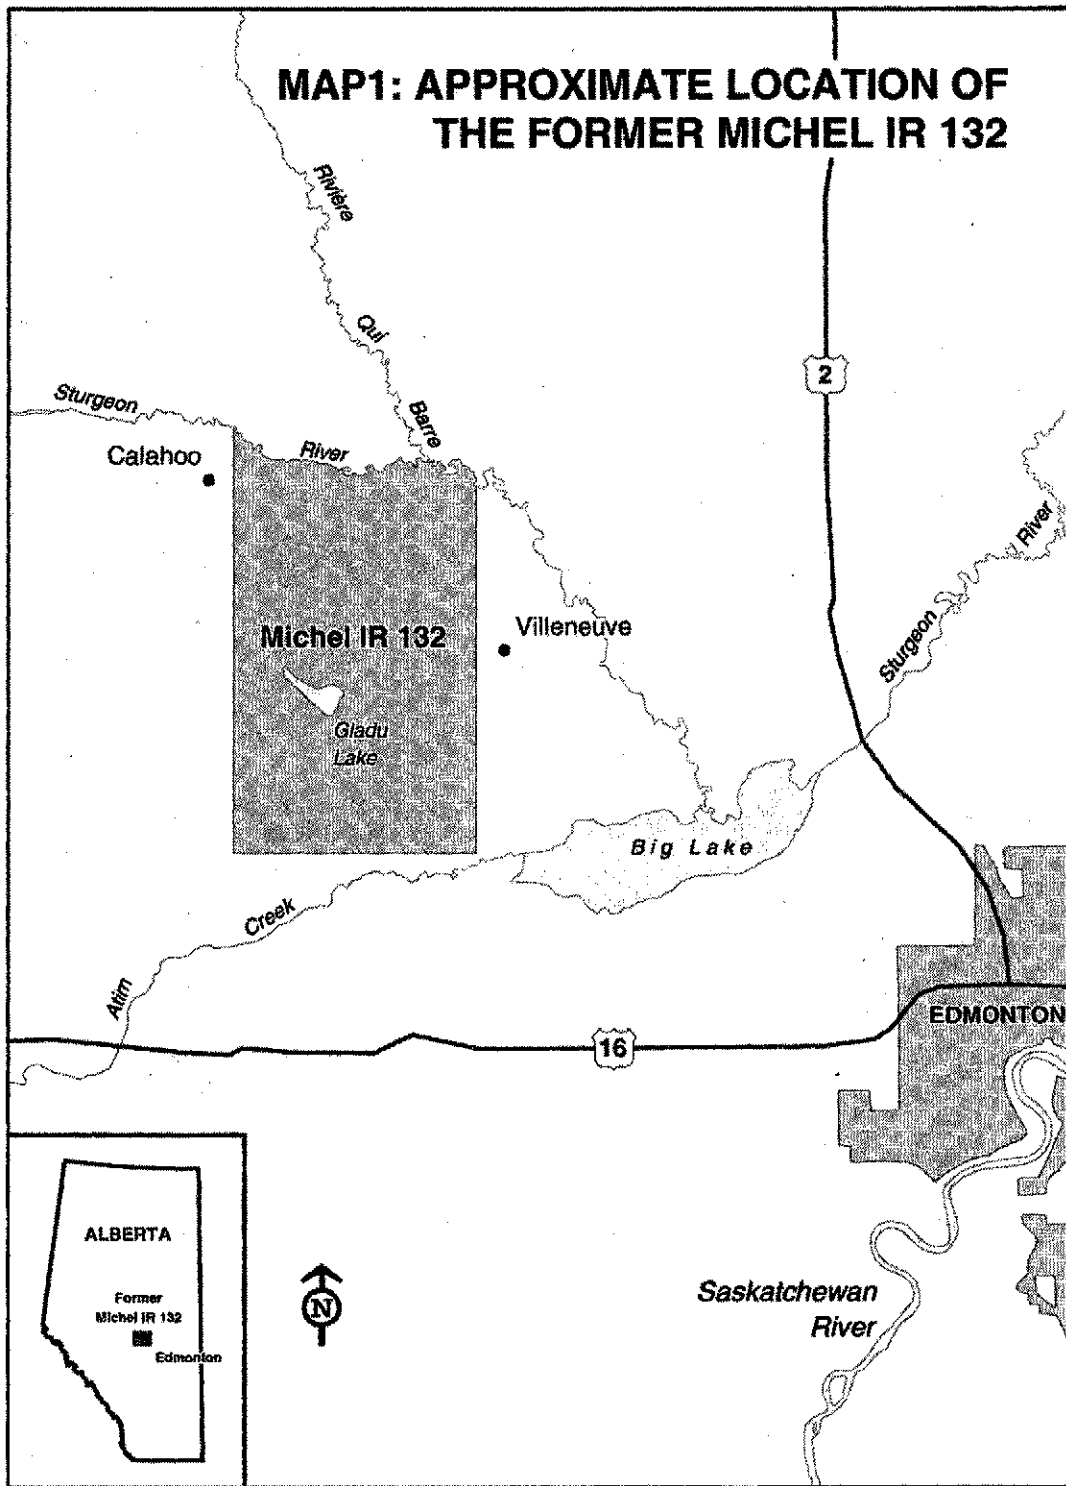 MAP1: APPROXIMATE LOCATION OF
THE FORMER MICHEL IR 132
Rivière
Qui
Barre
2
Sturgeon
River
Calahoo
Michel IR 132
Villeneuve
Gladu
Lake
Sturgeon
River
Big Lake
Atim
Creek
EDMONTON
16
ALBERTA
Former
Michel IR 132
Edmonton
N
Saskatchewan
River